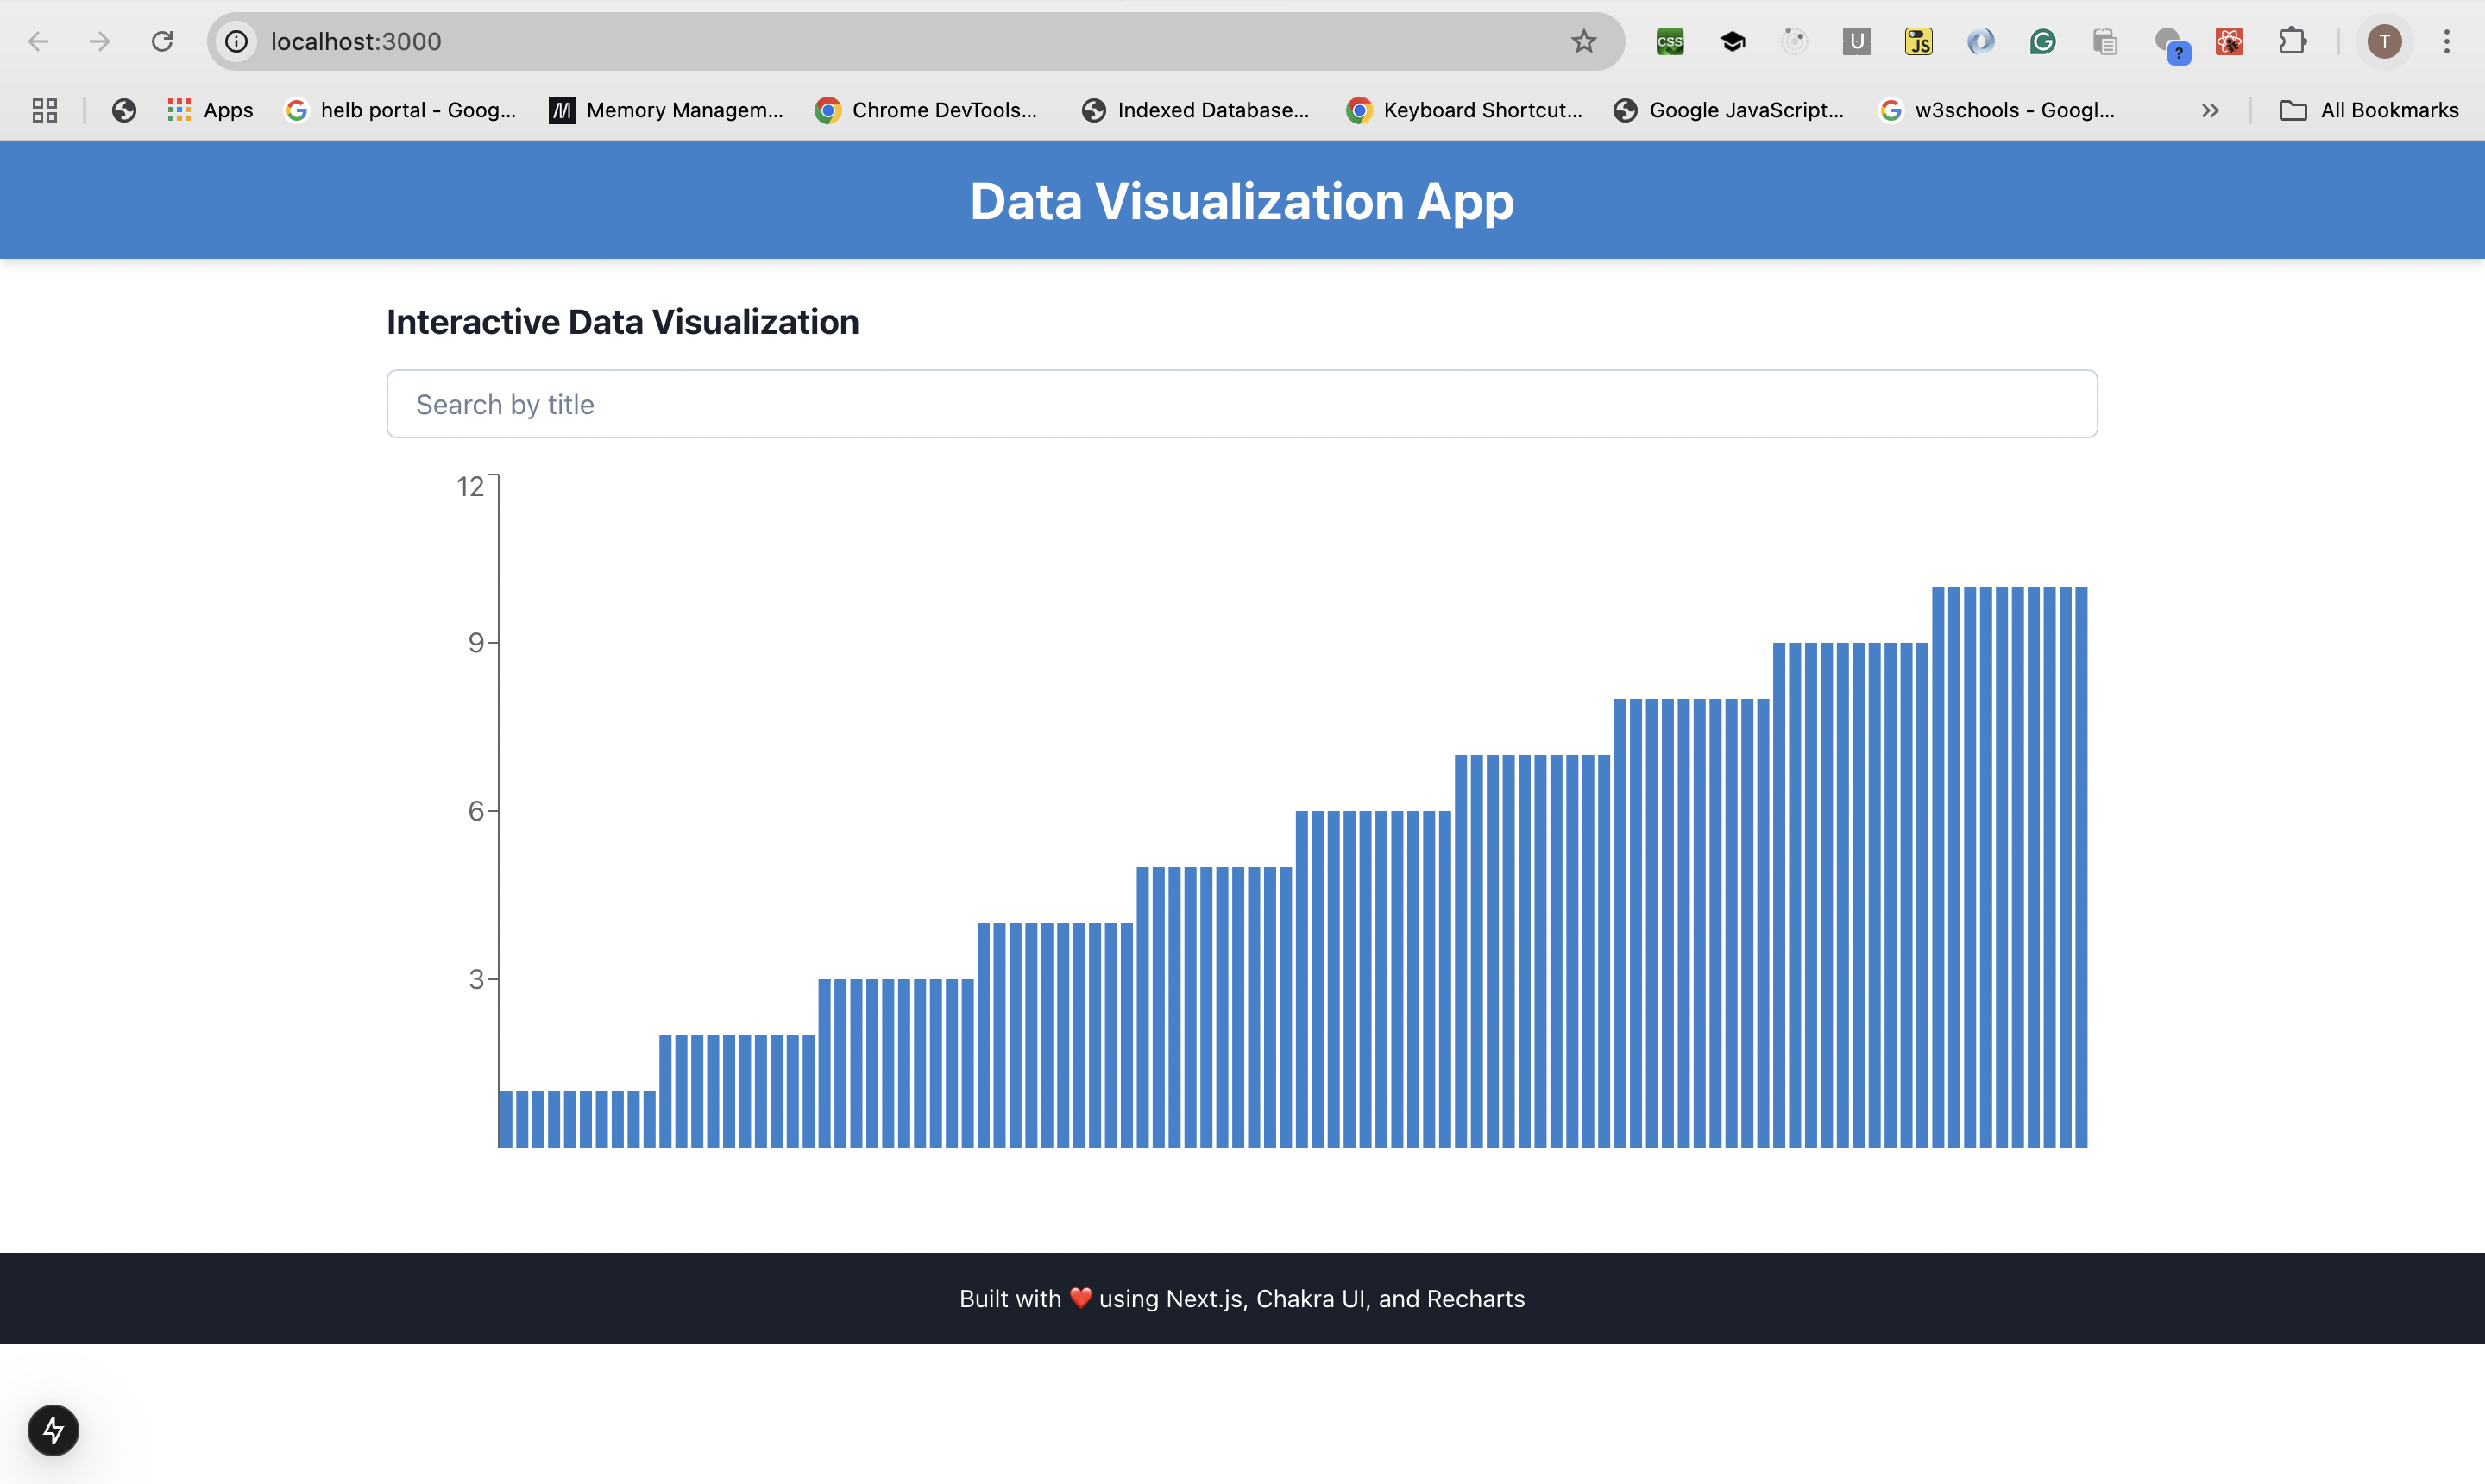 localhost:3000
CSS
U
JS
?
T
Apps
helb portal - Goog...
Memory Managem...
Chrome DevTools...
Indexed Database...
Keyboard Shortcut...
Google JavaScript...
w3schools - Googl...
All Bookmarks
Data Visualization App
Interactive Data Visualization
Search by title
12
9
6
3
Built with ❤️ using Next.js, Chakra UI, and Recharts